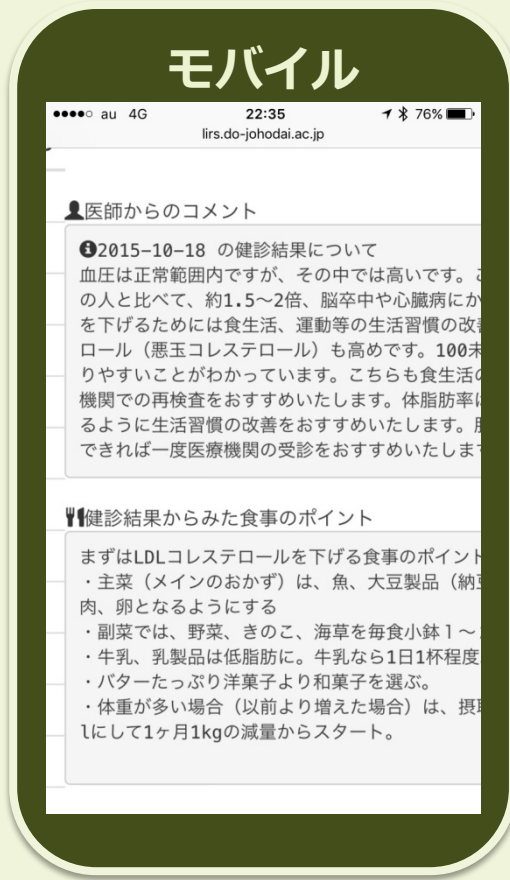 モバイル
au 4G 22:35 76%
lirs.do-johodai.ac.jp
医師からのコメント
2015-10-18 の健診結果について
血圧は正常範囲内ですが、その中では高いです。
の人と比べて、約1.5～2倍、脳卒中や心臓病にか
を下げるためには食生活、運動等の生活習慣の改
ロール（悪玉コレステロール）も高めです。100未
りやすいことがわかっています。こちらも食生活の
機関での再検査をおすすめいたします。体脂肪率は
るように生活習慣の改善をおすすめいたします。
できれば一度医療機関の受診をおすすめいたします
健診結果からみた食事のポイント
まずはLDLコレステロールを下げる食事のポイント
・主菜（メインのおかず）は、魚、大豆製品（納豆
肉、卵となるようにする
・副菜では、野菜、きのこ、海草を毎食小鉢１～
・牛乳、乳製品は低脂肪に。牛乳なら1日1杯程度
・バターたっぷり洋菓子より和菓子を選ぶ。
・体重が多い場合（以前より増えた場合）は、摂
lにして1ヶ月1kgの減量からスタート。